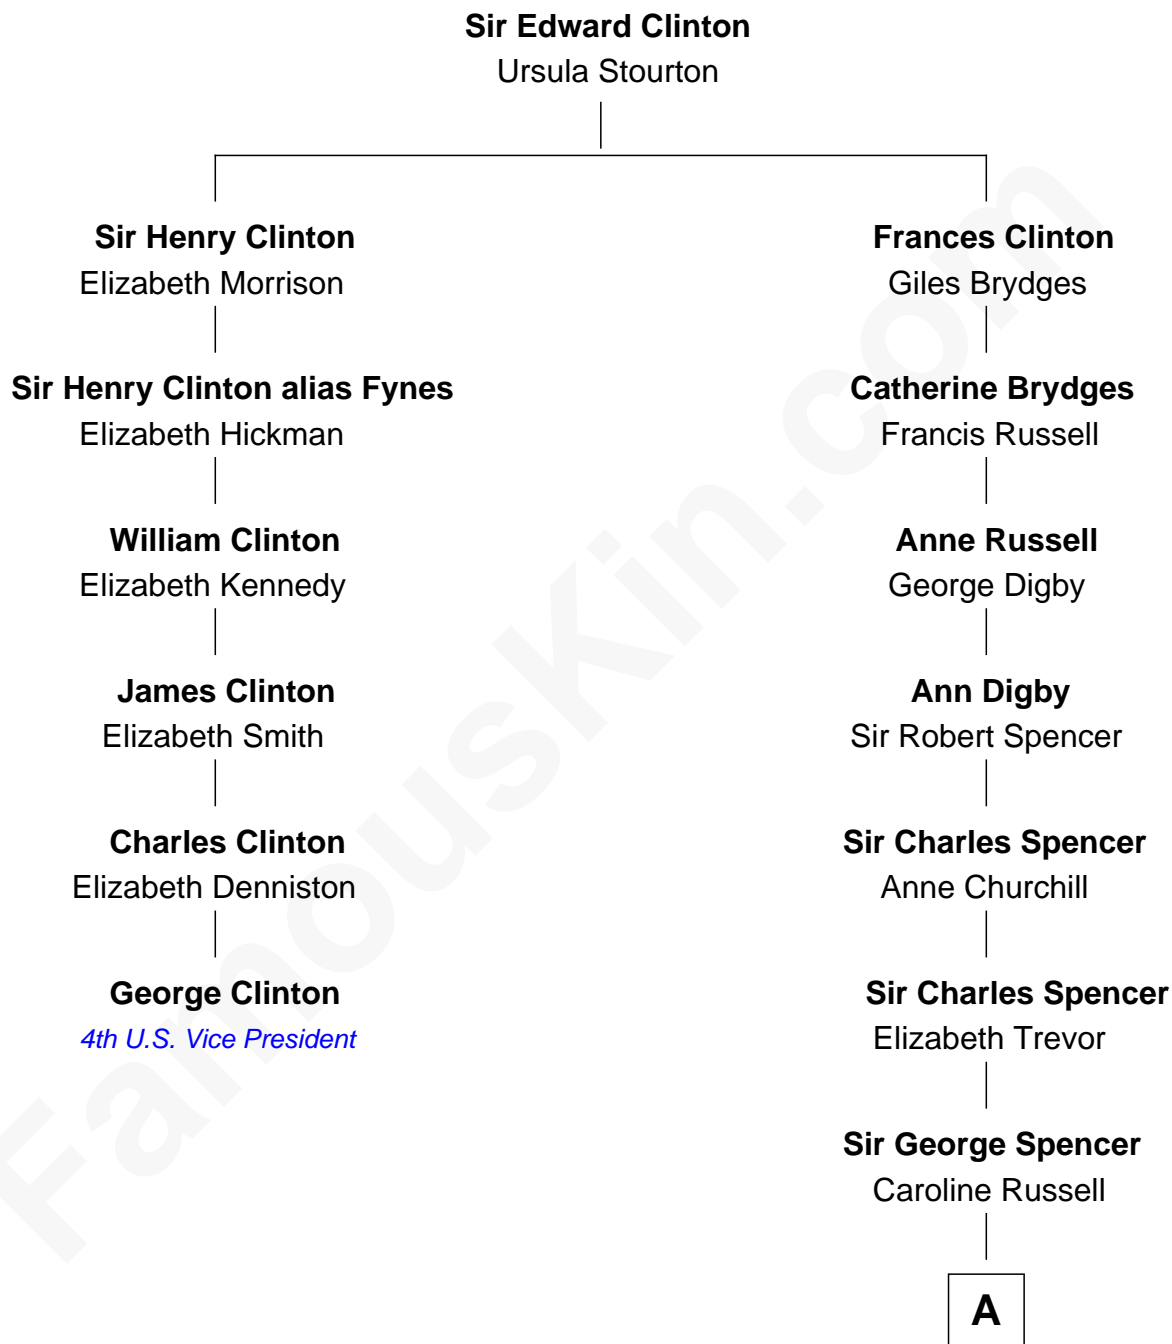 Sir Edward Clinton
Ursula Stourton
Sir Henry Clinton
Elizabeth Morrison
Sir Henry Clinton alias Fynes
Elizabeth Hickman
William Clinton
Elizabeth Kennedy
James Clinton
Elizabeth Smith
Charles Clinton
Elizabeth Denniston
George Clinton
4th U.S. Vice President
Frances Clinton
Giles Brydges
Catherine Brydges
Francis Russell
Anne Russell
George Digby
Ann Digby
Sir Robert Spencer
Sir Charles Spencer
Anne Churchill
Sir Charles Spencer
Elizabeth Trevor
Sir George Spencer
Caroline Russell
A
FamousKin.com